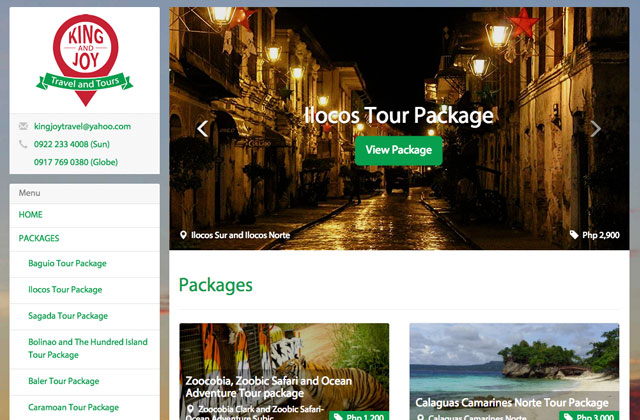 KING
AND
JOY
Travel and Tours
kingjoytravel@yahoo.com
0922 233 4008 (Sun)
0917 769 0380 (Globe)
Menu
HOME
PACKAGES
Baguio Tour Package
Ilocos Tour Package
Sagada Tour Package
Bolinao and The Hundred Island
Tour Package
Baler Tour Package
Caramoan Tour Package
Ilocos Tour Package
View Package
Ilocos Sur and Ilocos Norte
Php 2,900
Packages
Zoocobia, Zoobic Safari and Ocean
Adventure Tour package
Zoocobia Clark and Zoobic Safari-
Ocean Adventure Subic
Php 1,200
Calaguas Camarines Norte Tour Package
Calaguas Camarines Norte
Php 3,000